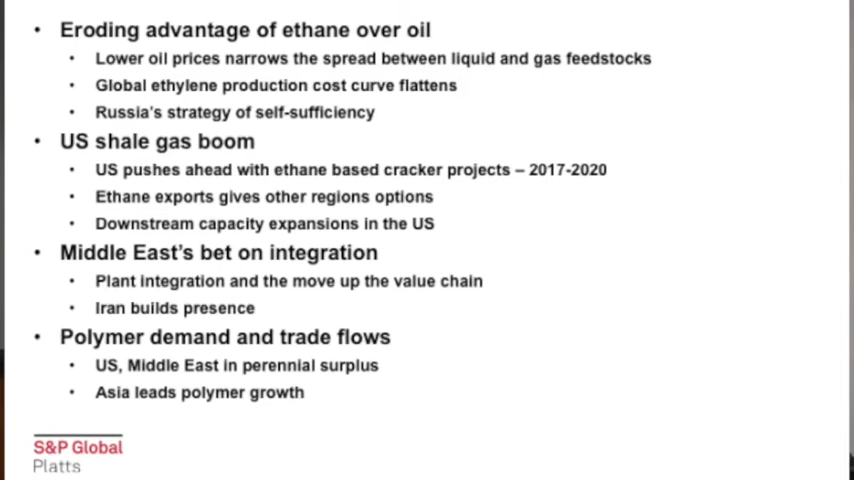 • Eroding advantage of ethane over oil
• Lower oil prices narrows the spread between liquid and gas feedstocks
• Global ethylene production cost curve flattens
• Russia's strategy of self-sufficiency
• US shale gas boom
• US pushes ahead with ethane based cracker projects – 2017-2020
• Ethane exports gives other regions options
• Downstream capacity expansions in the US
• Middle East's bet on integration
• Plant integration and the move up the value chain
• Iran builds presence
• Polymer demand and trade flows
• US, Middle East in perennial surplus
• Asia leads polymer growth
S&P Global
Platts